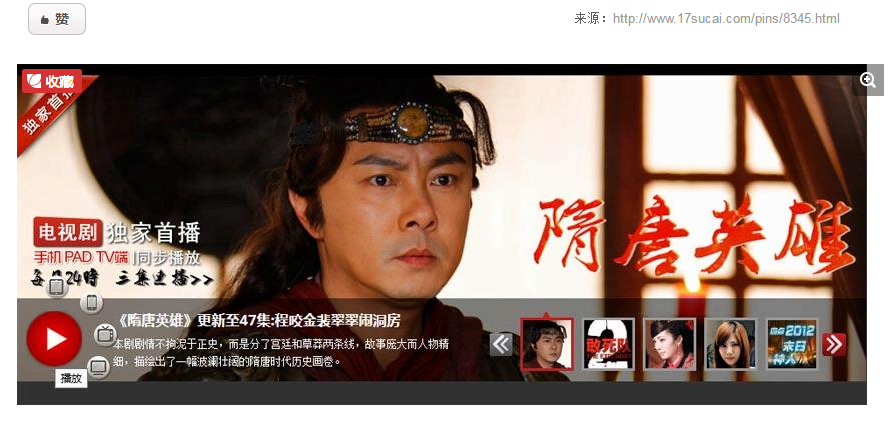 赞
来源：http://www.17sucai.com/pins/8345.html
收藏
独家首播
电视剧 独家首播
手机 PAD TV端 同步播放
每日24時 三集连播>>
隋唐英雄
《隋唐英雄》更新至47集:程咬金裴翠翠闹洞房
本剧剧情不拘泥于正史，而是分了宫廷和草莽两条线，故事庞大而人物精
细，描绘出了一幅波澜壮阔的隋唐时代历史画卷。
播放
敢死队
2
2012
末日
神人